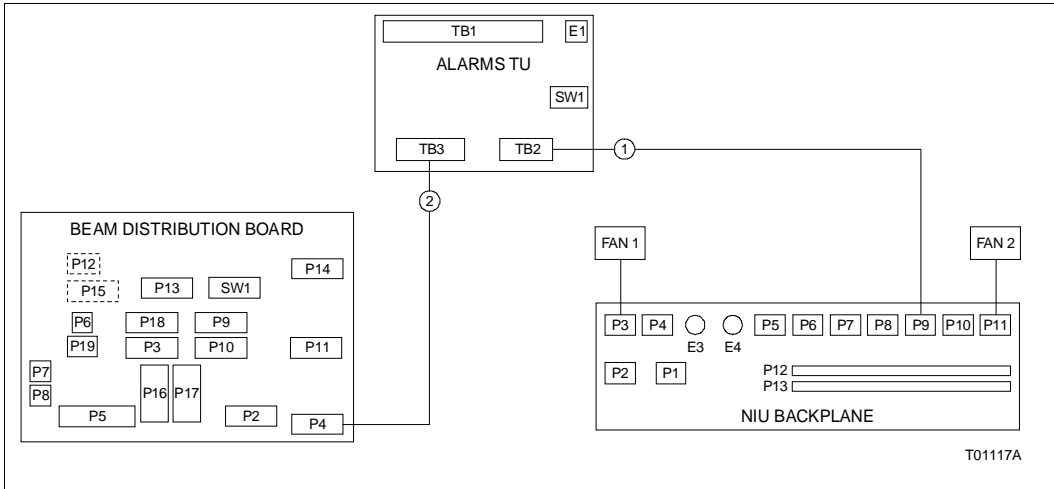 TB1
E1
ALARMS TU
SW1
TB3
TB2
1
2
BEAM DISTRIBUTION BOARD
P12
P14
P15
P13
SW1
P6
P18
P9
P19
P3
P10
P11
P7
P8
P16
P17
P5
P2
P4
FAN 1
FAN 2
P3
P4
E3
E4
P5
P6
P7
P8
P9
P10
P11
P2
P1
P12
P13
NIU BACKPLANE
T01117A